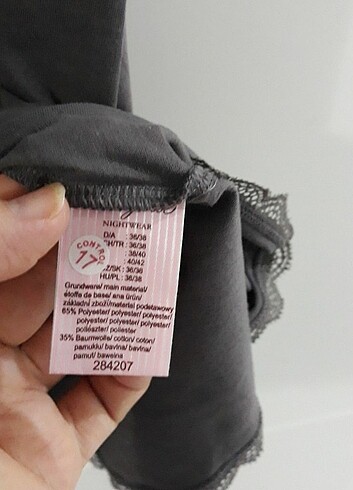 NIGHTWEAR
D/A : 36/38
CH/TR : 36/38
: 38/40
: 40/42
CZ/SK : 36/38
HU/PL : 36/38
CONTROL
17
Grundware/ main material/
étoffe de base/ ana ürün/
základní zboží/materiał podstawowy
65% Polyester/ polyester/ polyester/
polyester/ polyester/ polyester/
poliészter/ poliester
35% Baumwolle/ cotton/ coton/
pamuklu/ bavlna/ bavlna/
pamut/ bawełna
284207